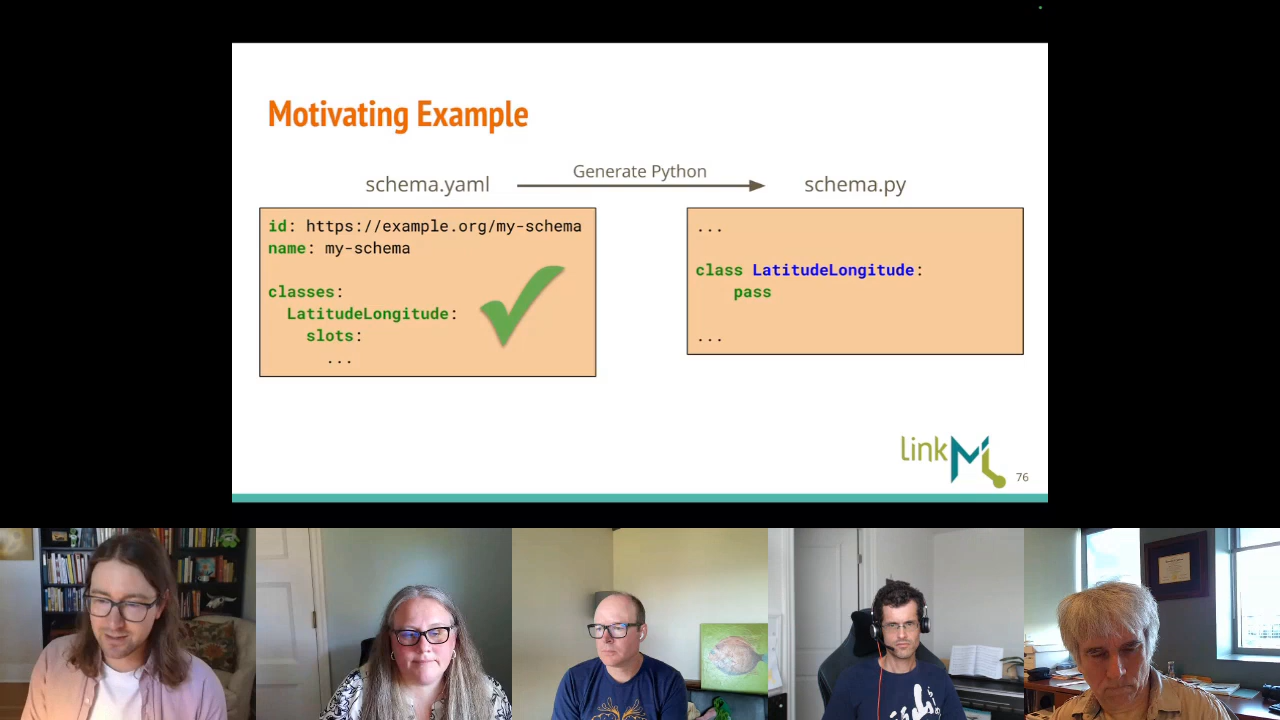 Motivating Example
Generate Python
schema.yaml
schema.py
id: https://example.org/my-schema
name: my-schema
classes:
LatitudeLongitude:
slots:
...
...
class LatitudeLongitude:
pass
...
linkML
76